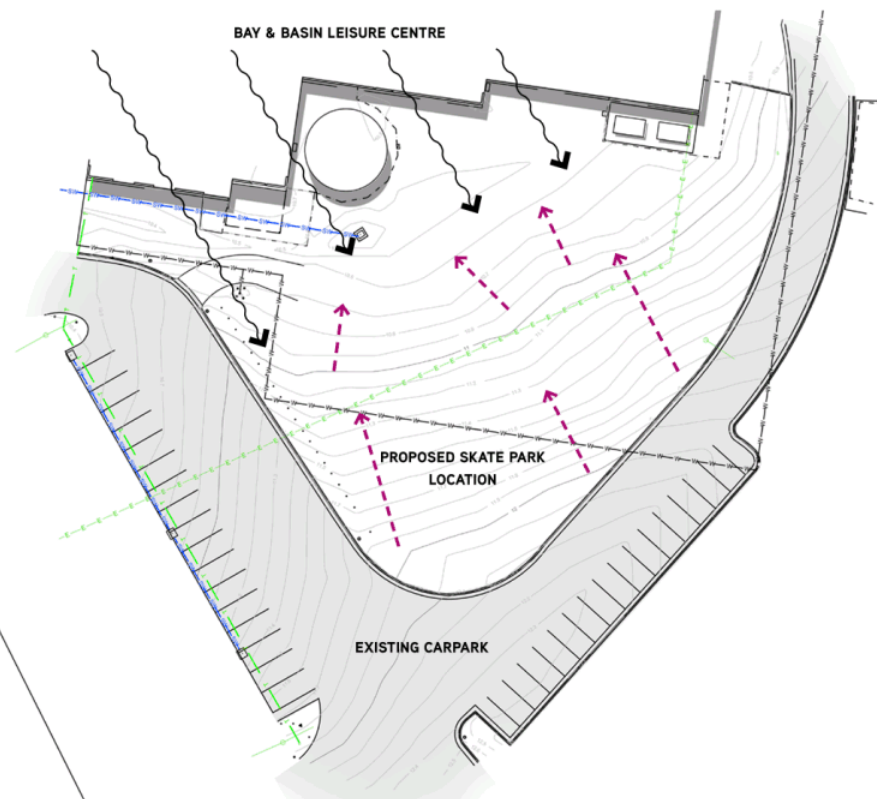 BAY & BASIN LEISURE CENTRE
PROPOSED SKATE PARK
LOCATION
EXISTING CARPARK